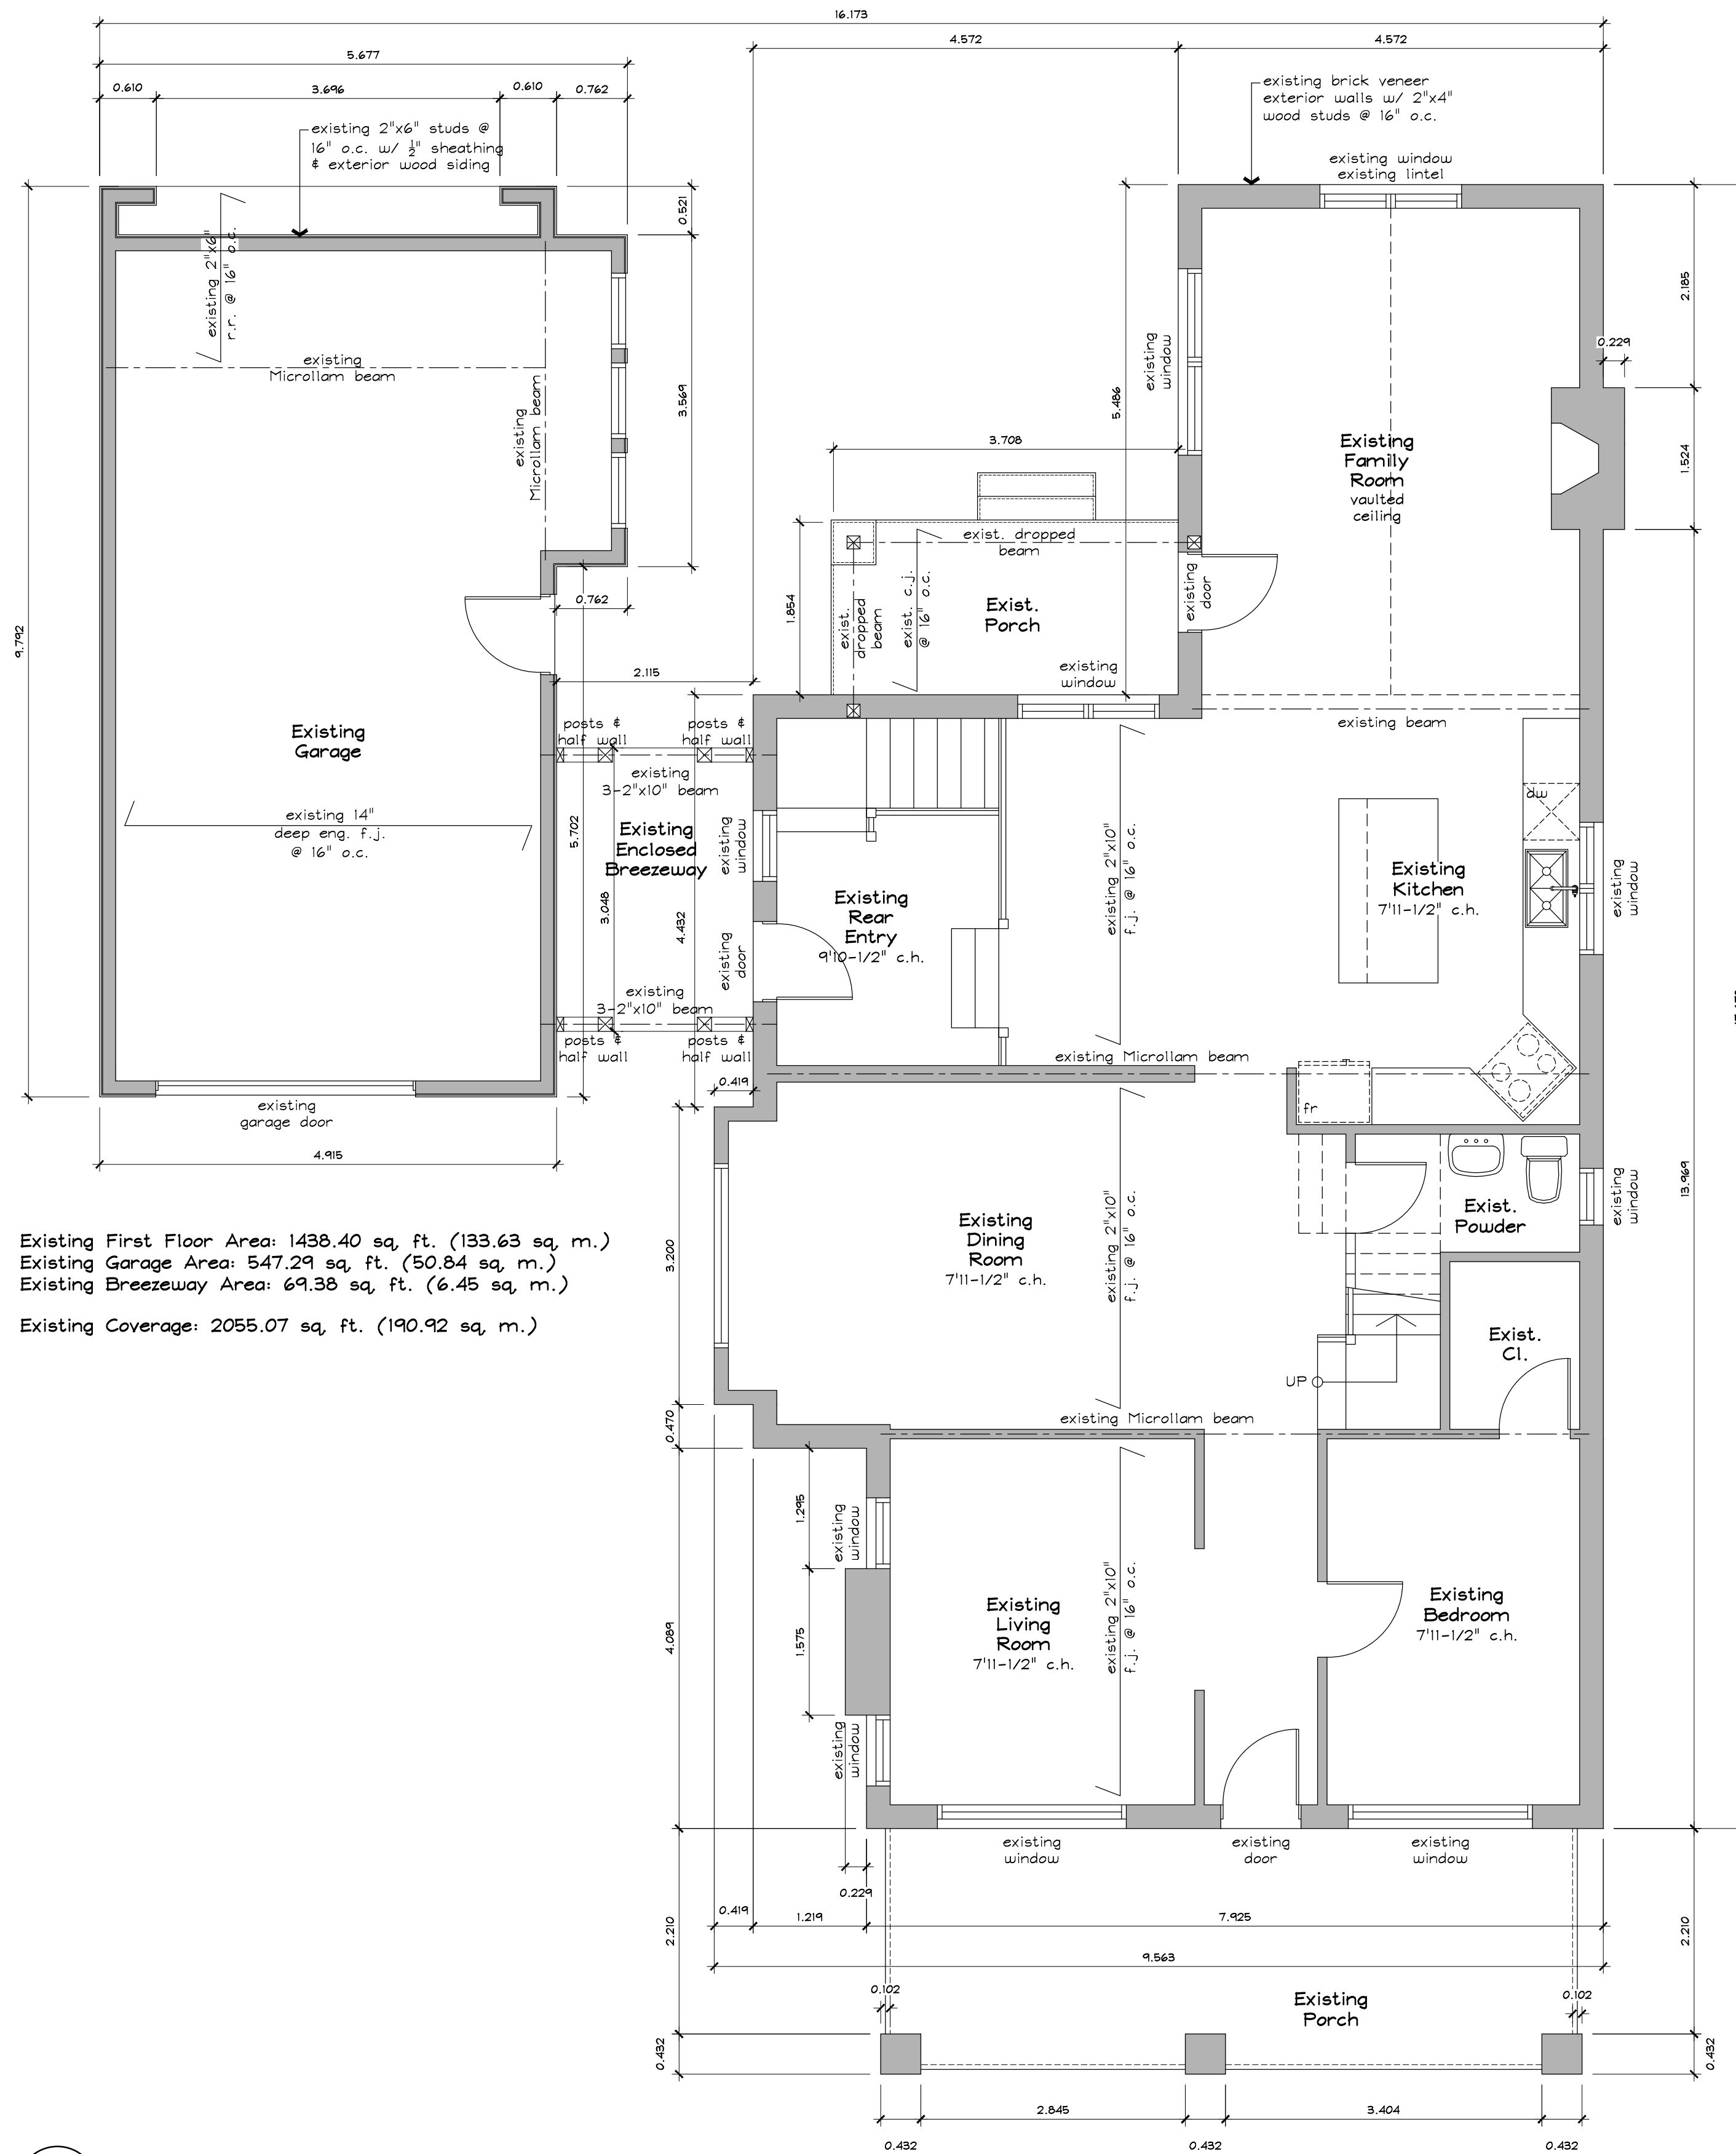 16.173
4.572
4.572
5.677
0.610
3.696
0.610
0.762
existing 2"x6" studs @
16" o.c. w/ ½" sheathing
& exterior wood siding
existing brick veneer
exterior walls w/ 2"x4"
wood studs @ 16" o.c.
existing window
existing lintel
0.521
existing 2"x6"
r.r. @ 16" o.c.
2.185
0.229
existing
Microllam beam
existing
Microllam beam
3.569
existing
window
5.486
3.708
Existing
Family
Room
vaulted
ceiling
1.524
exist. dropped
beam
exist.
dropped
beam
exist. c.j.
@ 16" o.c.
Exist.
Porch
existing
door
1.854
0.762
9.792
2.115
existing
window
existing beam
Existing
Garage
posts &
half wall
posts &
half wall
existing
3-2"x10" beam
existing 14"
deep eng. f.j.
@ 16" o.c.
5.702
Existing
Enclosed
Breezeway
existing
window
3.048
4.432
existing
door
Existing
Rear
Entry
9'10-1/2" c.h.
existing 2"x10"
f.j. @ 16" o.c.
dw
Existing
Kitchen
7'11-1/2" c.h.
existing
window
existing
3-2"x10" beam
posts &
half wall
posts &
half wall
existing Microllam beam
0.419
fr
existing
garage door
4.915
Existing First Floor Area: 1438.40 sq. ft. (133.63 sq. m.)
Existing Garage Area: 547.29 sq. ft. (50.84 sq. m.)
Existing Breezeway Area: 69.38 sq. ft. (6.45 sq. m.)
Existing Coverage: 2055.07 sq. ft. (190.92 sq. m.)
3.200
Existing
Dining
Room
7'11-1/2" c.h.
existing 2"x10"
f.j. @ 16" o.c.
Exist.
Powder
existing
window
13.969
Exist.
Cl.
UP
existing Microllam beam
0.470
1.295
existing
window
4.089
1.575
Existing
Living
Room
7'11-1/2" c.h.
existing 2"x10"
f.j. @ 16" o.c.
Existing
Bedroom
7'11-1/2" c.h.
existing
window
existing
window
existing
door
existing
window
0.229
0.419
1.219
7.925
2.210
2.210
9.563
0.102
0.102
Existing
Porch
0.432
0.432
2.845
3.404
0.432
0.432
0.432